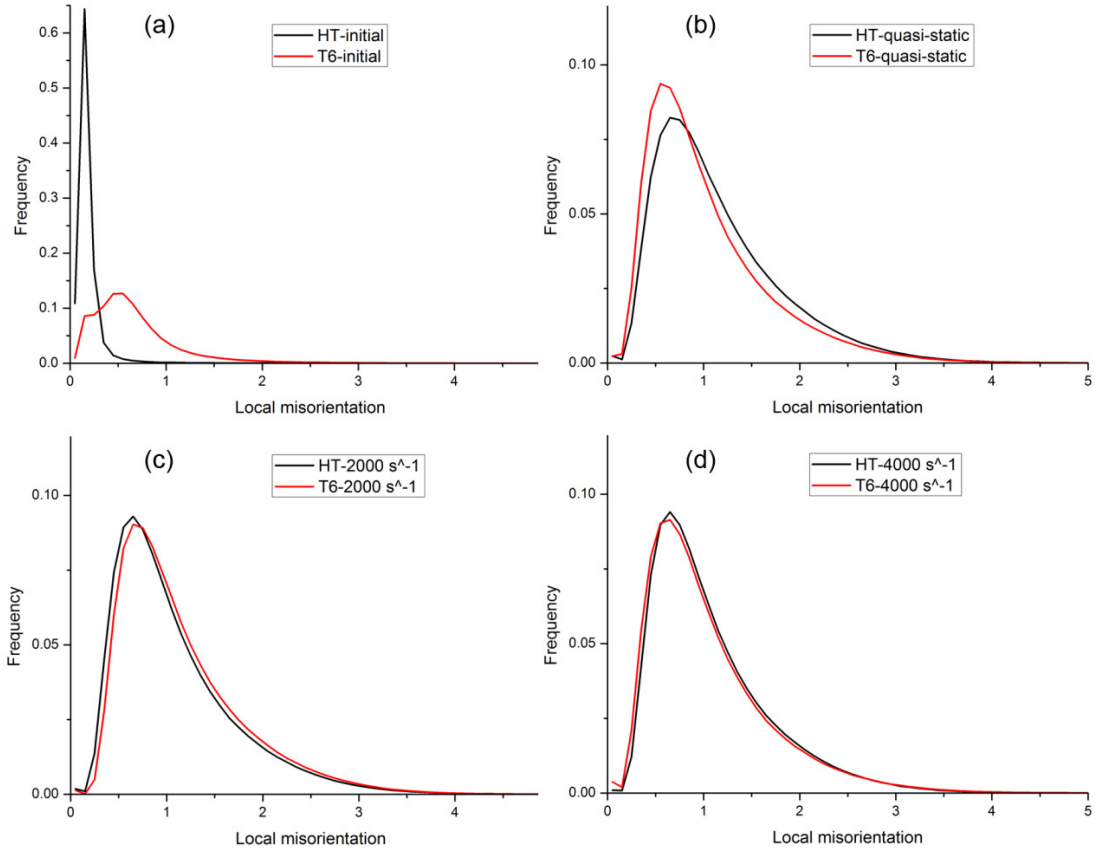 (a)
HT-initial
T6-initial
Frequency
0.6
0.5
0.4
0.3
0.2
0.1
0.0
0 1 2 3 4
Local misorientation
(b)
HT-quasi-static
T6-quasi-static
Frequency
0.10
0.05
0.00
0 1 2 3 4 5
Local misorientation
(c)
HT-2000 s^-1
T6-2000 s^-1
Frequency
0.10
0.05
0.00
0 1 2 3 4
Local misorientation
(d)
HT-4000 s^-1
T6-4000 s^-1
Frequency
0.10
0.05
0.00
0 1 2 3 4 5
Local misorientation